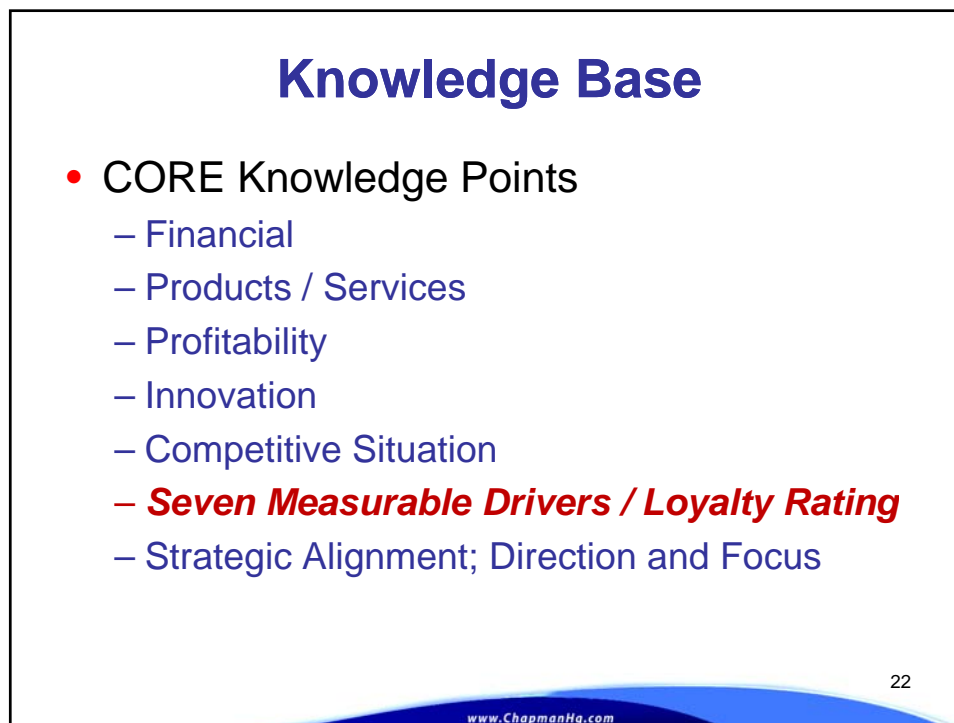 Knowledge Base
• CORE Knowledge Points
– Financial
– Products / Services
– Profitability
– Innovation
– Competitive Situation
– Seven Measurable Drivers / Loyalty Rating
– Strategic Alignment; Direction and Focus
22
www.ChapmanHq.com